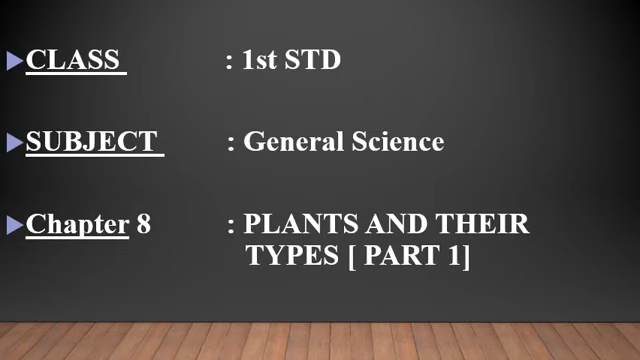 CLASS : 1st STD
SUBJECT : General Science
Chapter 8 : PLANTS AND THEIR
TYPES [ PART 1]